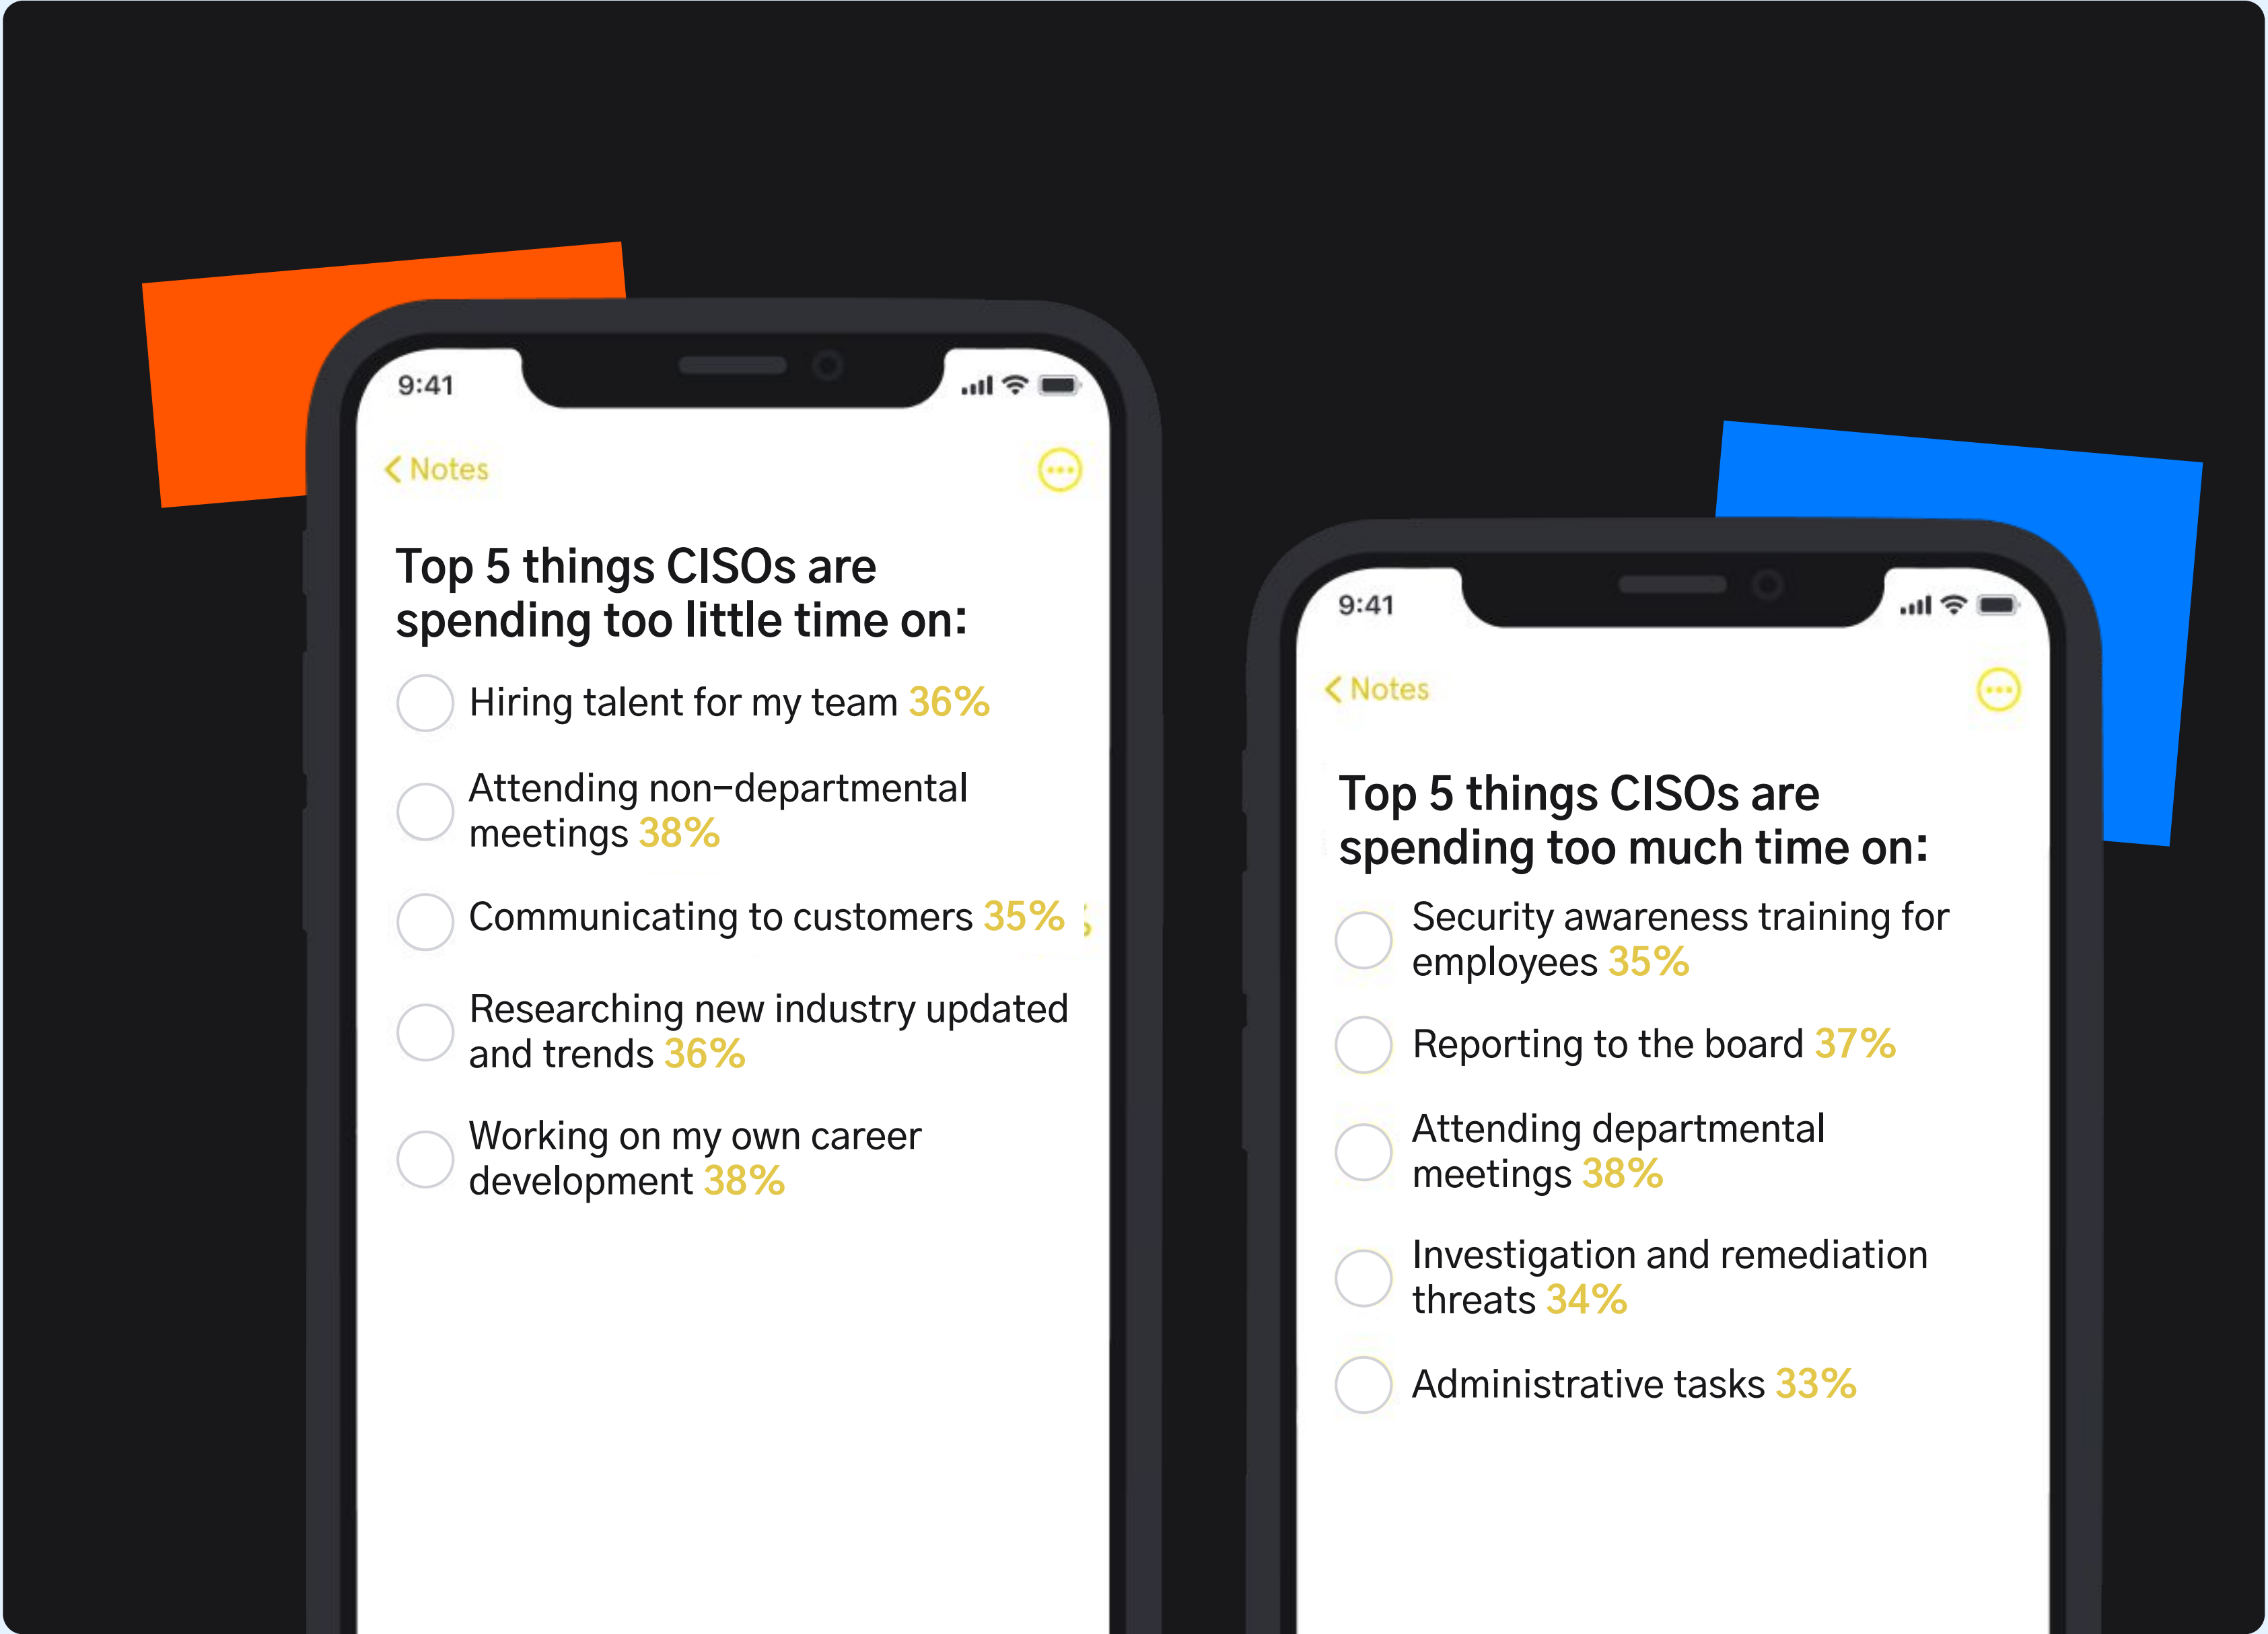 9:41
Notes
Top 5 things CISOs are
spending too little time on:
Hiring talent for my team 36%
Attending non-departmental
meetings 38%
Communicating to customers 35%
Researching new industry updated
and trends 36%
Working on my own career
development 38%
9:41
Notes
Top 5 things CISOs are
spending too much time on:
Security awareness training for
employees 35%
Reporting to the board 37%
Attending departmental
meetings 38%
Investigation and remediation
threats 34%
Administrative tasks 33%